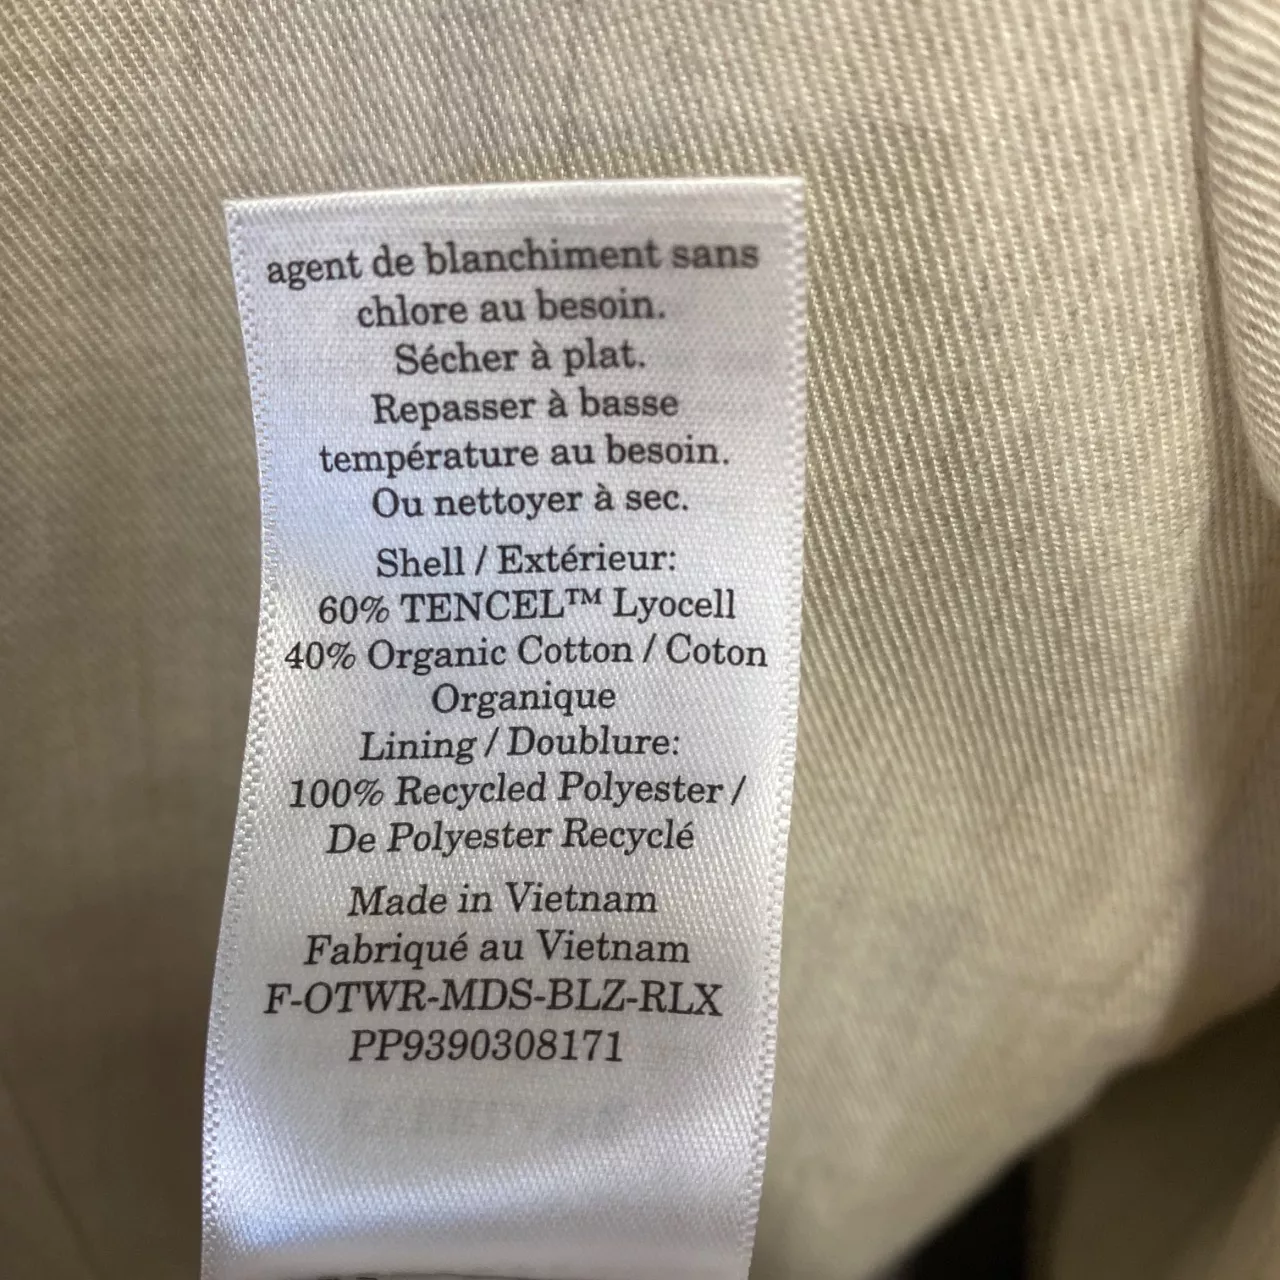 agent de blanchiment sans
chlore au besoin.
Sécher à plat.
Repasser à basse
température au besoin.
Ou nettoyer à sec.
Shell / Extérieur:
60% TENCEL™ Lyocell
40% Organic Cotton / Coton
Organique
Lining / Doublure:
100% Recycled Polyester /
De Polyester Recyclé
Made in Vietnam
Fabriqué au Vietnam
F-OTWR-MDS-BLZ-RLX
PP9390308171